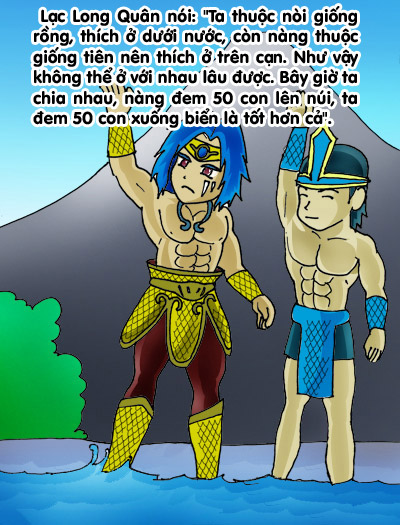 Lạc Long Quân nói: "Ta thuộc nòi giống
rồng, thích ở dưới nước, còn nàng thuộc
giống tiên nên thích ở trên cạn. Như vậy
không thể ở với nhau lâu được. Bây giờ ta
chia nhau, nàng đem 50 con lên núi, ta
đem 50 con xuống biển là tốt hơn cả".